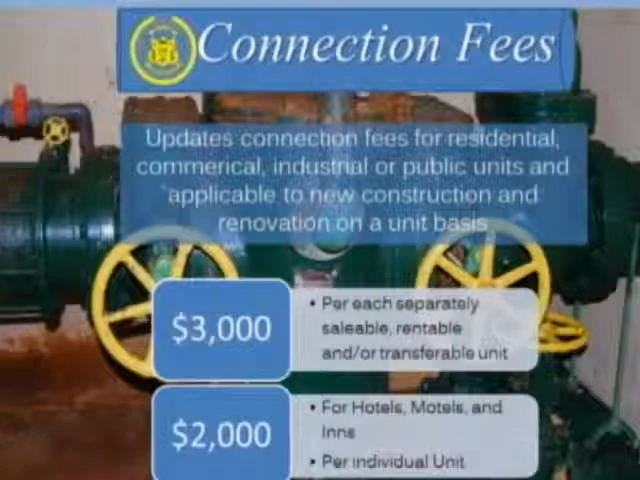 Connection Fees
Updates connection fees for residential,
commerical, industrial or public units and
applicable to new construction and
renovation on a unit basis
$3,000
• Per each separately
saleable, rentable
and/or transferable unit
$2,000
• For Hotels, Motels, and
Inns
• Per individual Unit